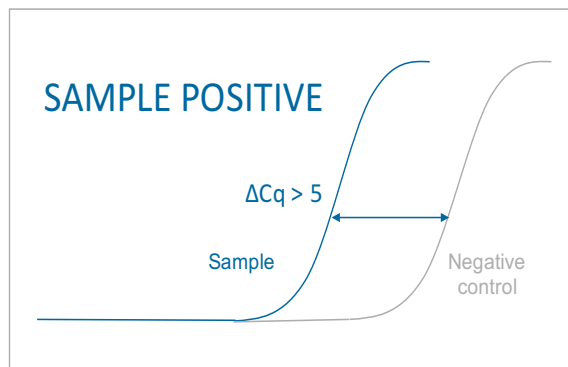 SAMPLE POSITIVE
ΔCq > 5
Sample
Negative
control